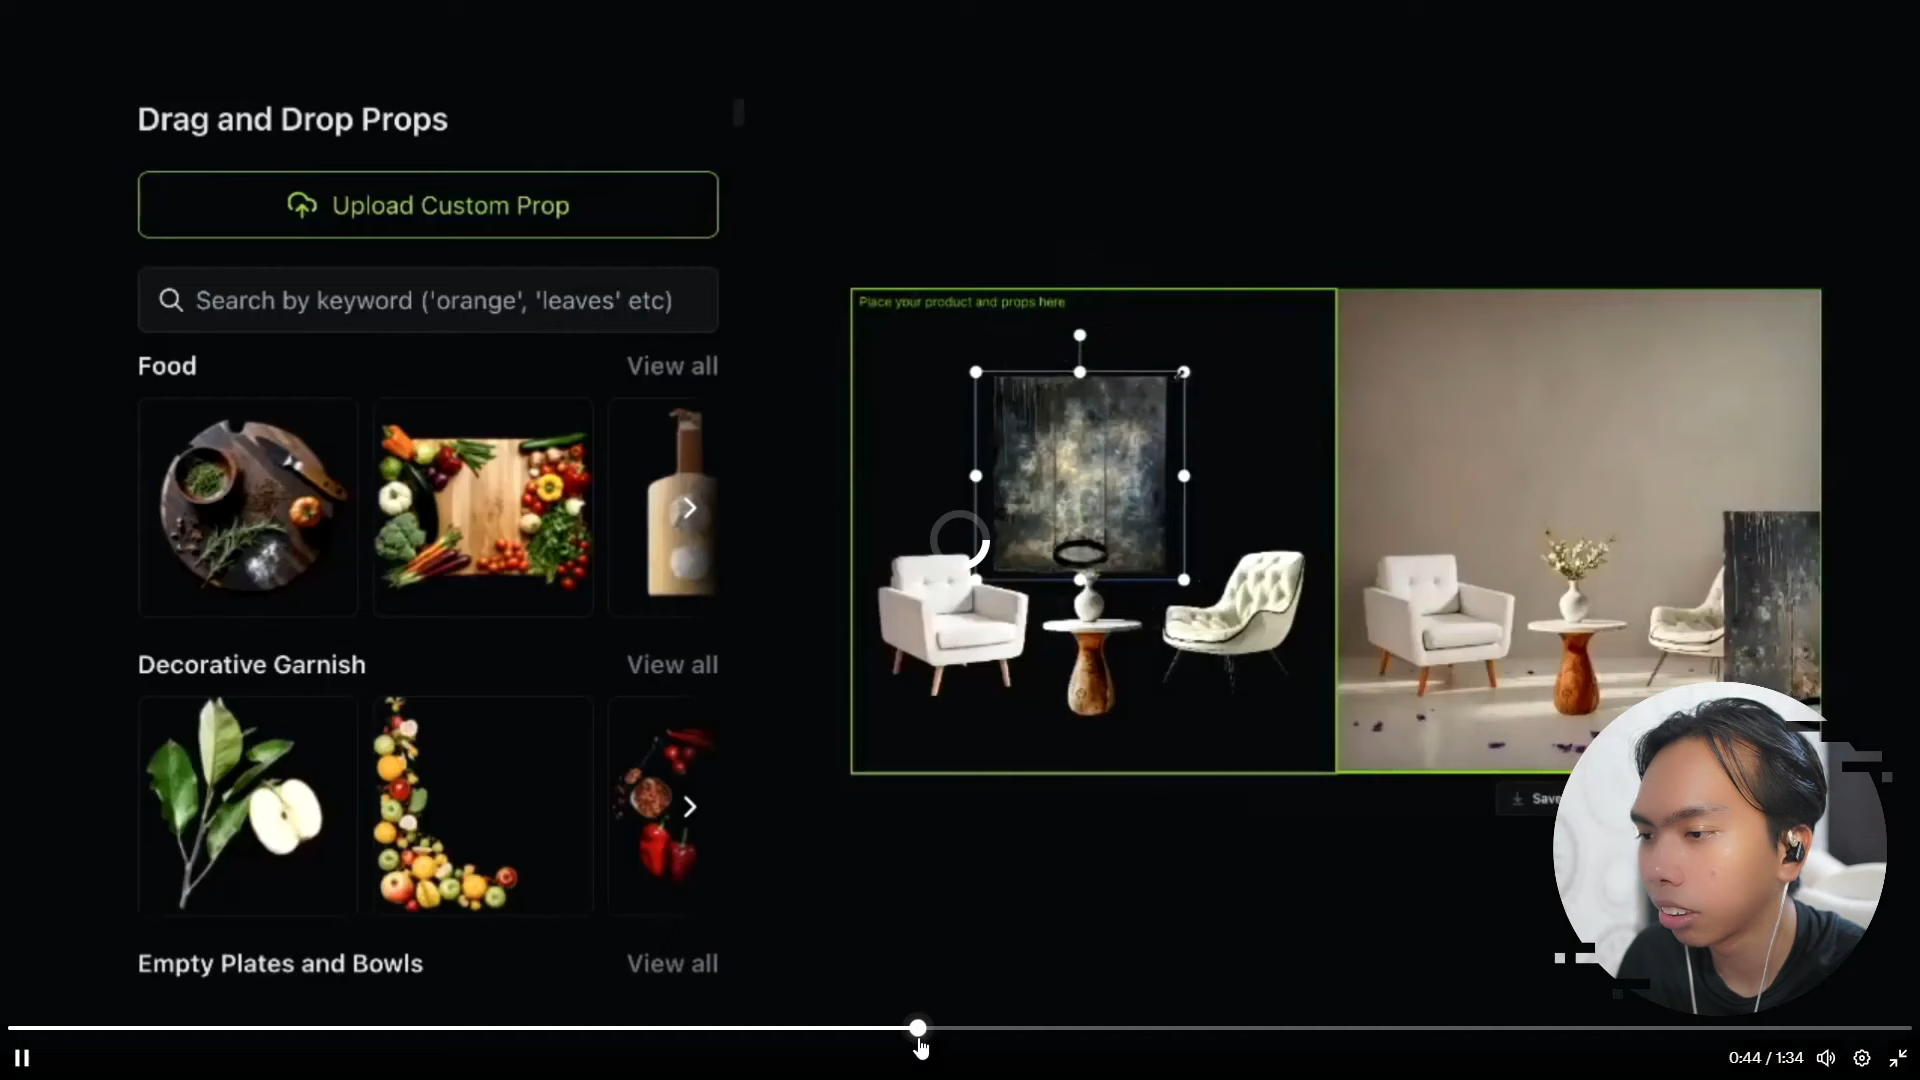 Drag and Drop Props
Upload Custom Prop
Search by keyword ('orange', 'leaves' etc)
Food
View all
Decorative Garnish
View all
Empty Plates and Bowls
View all
Place your product and props here
Save
0:44 / 1:34